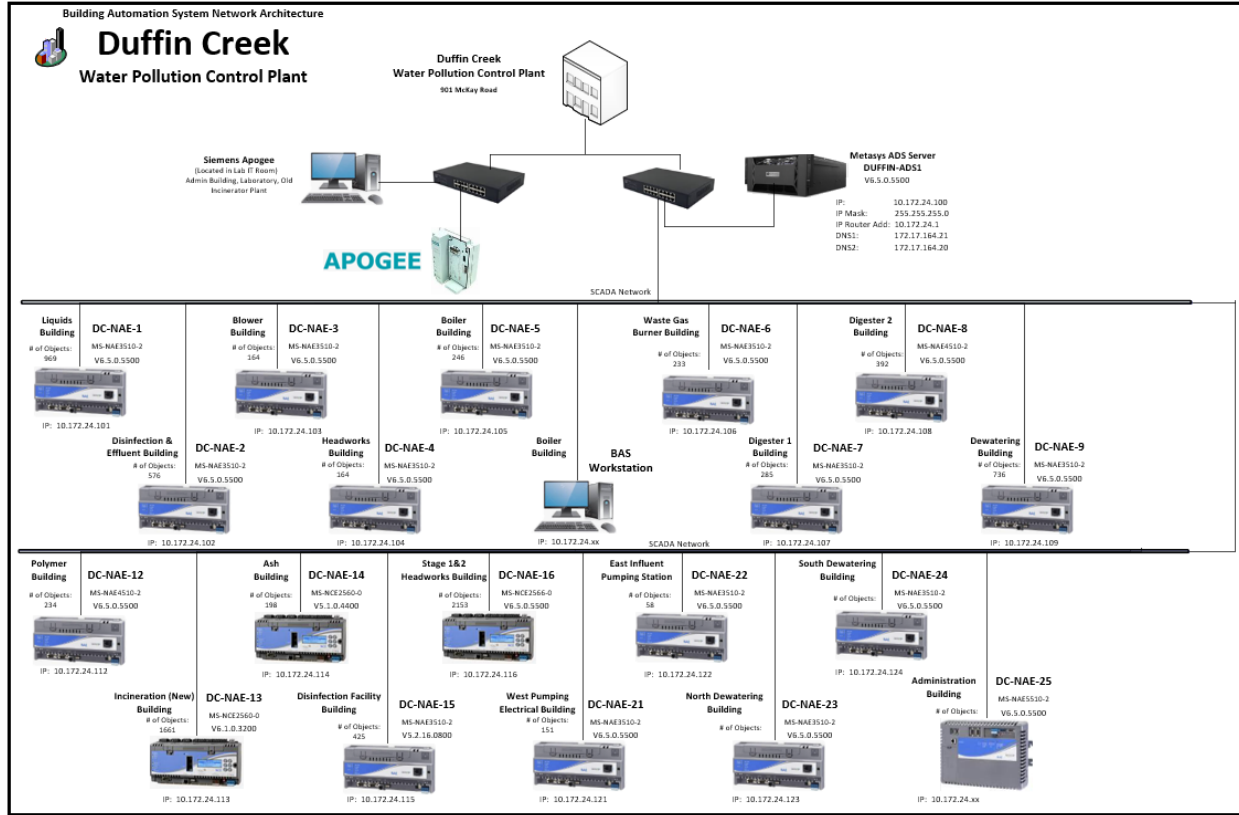 Building Automation System Network Architecture
Duffin Creek
Water Pollution Control Plant
Duffin Creek
Water Pollution Control Plant
901 McKay Road
Siemens Apogee
(Located in Lab IT Room)
Admin Building, Laboratory, Old
Incinerator Plant
APOGEE
Metasys ADS Server
DUFFIN-ADS1
V6.5.0.5500
IP: 10.172.24.100
IP Mask: 255.255.255.0
IP Router Add: 10.172.24.1
DNS1: 172.17.164.21
DNS2: 172.17.164.20
SCADA Network
Liquids
Building
# of Objects:
969
DC-NAE-1
MS-NAE3510-2
V6.5.0.5500
IP: 10.172.24.101
Blower
Building
# of Objects:
164
DC-NAE-3
MS-NAE3510-2
V6.5.0.5500
IP: 10.172.24.103
Boiler
Building
# of Objects:
246
DC-NAE-5
MS-NAE3510-2
V6.5.0.5500
IP: 10.172.24.105
Waste Gas
Burner Building
# of Objects:
233
DC-NAE-6
MS-NAE3510-2
V6.5.0.5500
IP: 10.172.24.106
Digester 2
Building
# of Objects:
392
DC-NAE-8
MS-NAE4510-2
V6.5.0.5500
IP: 10.172.24.108
Disinfection &
Effluent Building
# of Objects:
576
DC-NAE-2
MS-NAE3510-2
V6.5.0.5500
IP: 10.172.24.102
Headworks
Building
# of Objects:
164
DC-NAE-4
MS-NAE3510-2
V6.5.0.5500
IP: 10.172.24.104
Boiler
Building
BAS
Workstation
IP: 10.172.24.xx
Digester 1
Building
# of Objects:
285
DC-NAE-7
MS-NAE3510-2
V6.5.0.5500
IP: 10.172.24.107
Dewatering
Building
# of Objects:
736
DC-NAE-9
MS-NAE3510-2
V6.5.0.5500
IP: 10.172.24.109
SCADA Network
Polymer
Building
# of Objects:
234
DC-NAE-12
MS-NAE4510-2
V6.5.0.5500
IP: 10.172.24.112
Ash
Building
# of Objects:
198
DC-NAE-14
MS-NCE2560-0
V5.1.0.4400
IP: 10.172.24.114
Stage 1&2
Headworks Building
# of Objects:
2153
DC-NAE-16
MS-NCE2566-0
V6.5.0.5500
IP: 10.172.24.116
East Influent
Pumping Station
# of Objects:
58
DC-NAE-22
MS-NAE3510-2
V6.5.0.5500
IP: 10.172.24.122
South Dewatering
Building
# of Objects:
DC-NAE-24
MS-NAE3510-2
V6.5.0.5500
IP: 10.172.24.124
Incineration (New)
Building
# of Objects:
1661
DC-NAE-13
MS-NCE2560-0
V6.1.0.3200
IP: 10.172.24.113
Disinfection Facility
Building
# of Objects:
425
DC-NAE-15
MS-NAE3510-2
V5.2.16.0800
IP: 10.172.24.115
West Pumping
Electrical Building
# of Objects:
151
DC-NAE-21
MS-NAE3510-2
V6.5.0.5500
IP: 10.172.24.121
North Dewatering
Building
# of Objects:
DC-NAE-23
MS-NAE3510-2
V6.5.0.5500
IP: 10.172.24.123
Administration
Building
# of Objects:
DC-NAE-25
MS-NAE5510-2
V6.5.0.5500
IP: 10.172.24.xx